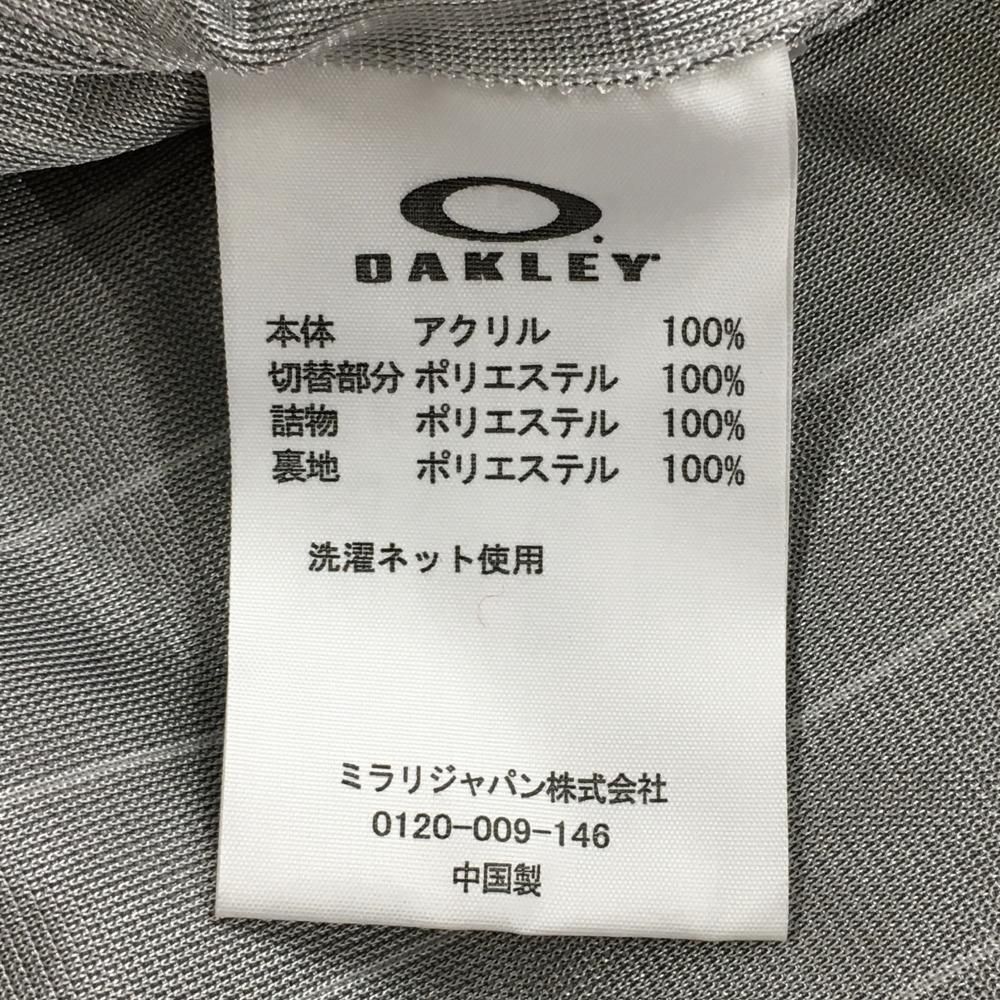 OAKLEY
本体 アクリル 100%
切替部分 ポリエステル 100%
詰物 ポリエステル 100%
裏地 ポリエステル 100%
洗濯ネット使用
ミラリジャパン株式会社
0120-009-146
中国製